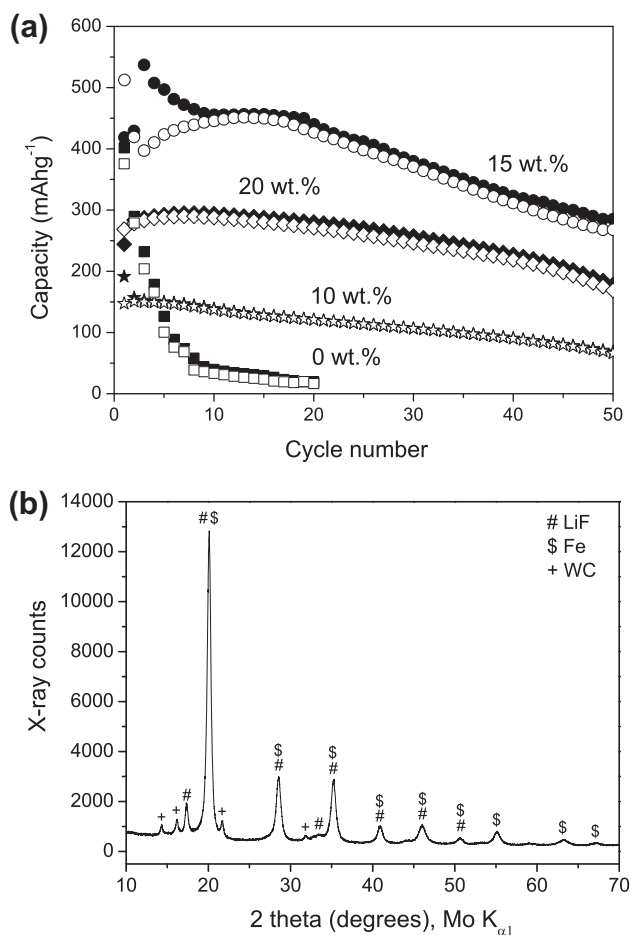 (a)
600
500
400
300
200
100
0
Capacity (mAhg⁻¹)
15 wt.%
20 wt.%
10 wt.%
0 wt.%
0 10 20 30 40 50
Cycle number
(b)
14000
12000
10000
8000
6000
4000
2000
0
X-ray counts
# $
# LiF
$ Fe
+ WC
+ + # + $ # + # $ # $ # $ # $ # $ $ $
10 20 30 40 50 60 70
2 theta (degrees), Mo Kα1